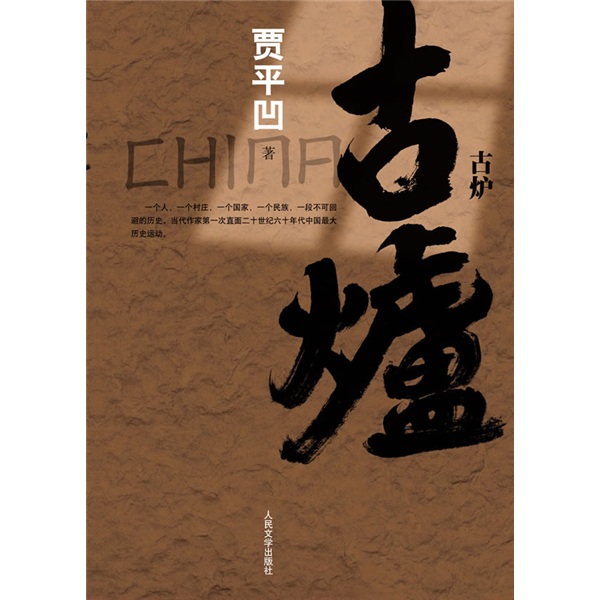 贾平凹
著
CHINA
古爐
古炉
一个人、一个村庄、一个国家、一个民族、一段不可回
避的历史。当代作家第一次直面二十世纪六十年代中国最大
历史运动。
人民文学出版社